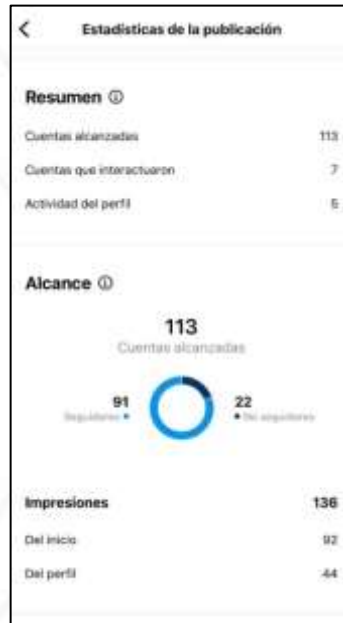 Estadísticas de la publicación
Resumen
Cuentas alcanzadas 113
Cuentas que interactuaron 7
Actividad del perfil 5
Alcance
113
Cuentas alcanzadas
91 22
Seguidores No seguidores
Impresiones 136
Del inicio 92
Del perfil 44